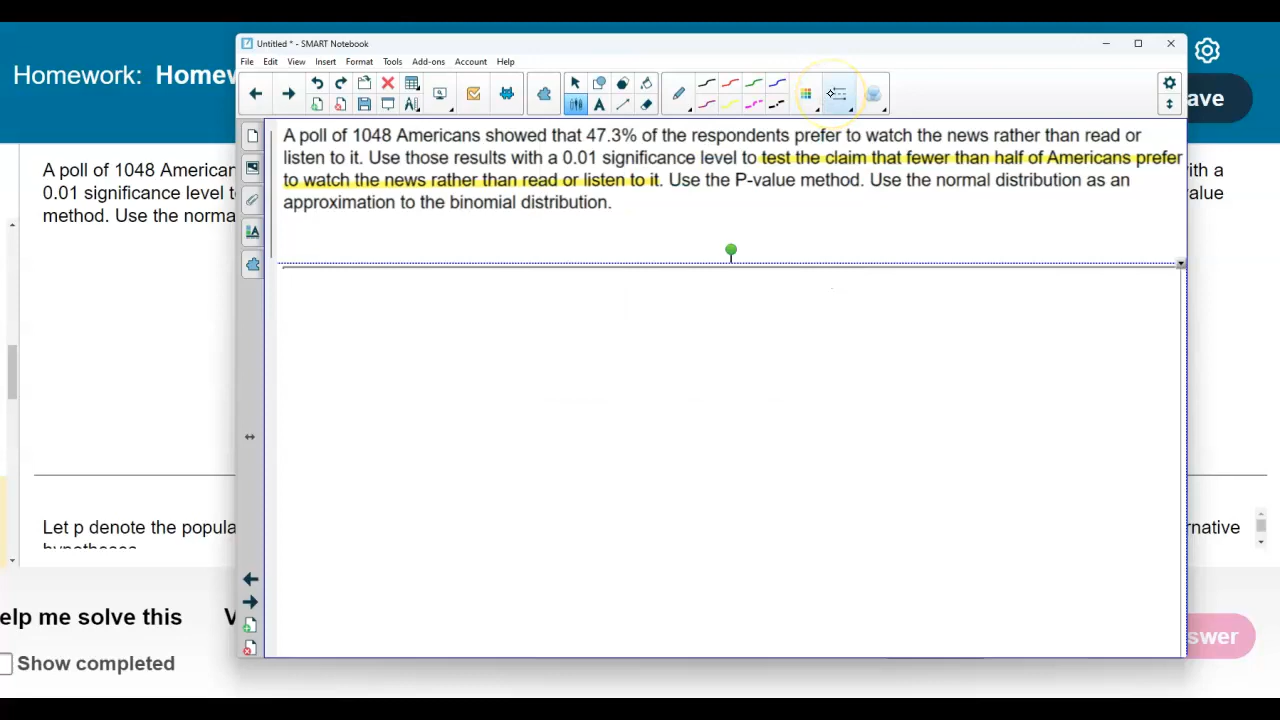 Homework: Homew
ave
Untitled * - SMART Notebook
File Edit View Insert Format Tools Add-ons Account Help
A poll of 1048 Americans showed that 47.3% of the respondents prefer to watch the news rather than read or
listen to it. Use those results with a 0.01 significance level to test the claim that fewer than half of Americans prefer
to watch the news rather than read or listen to it. Use the P-value method. Use the normal distribution as an
approximation to the binomial distribution.
A poll of 1048 American
0.01 significance level t
method. Use the norma
ith a
alue
Let p denote the popula
rnative
hypotheses
elp me solve this
V
swer
Show completed